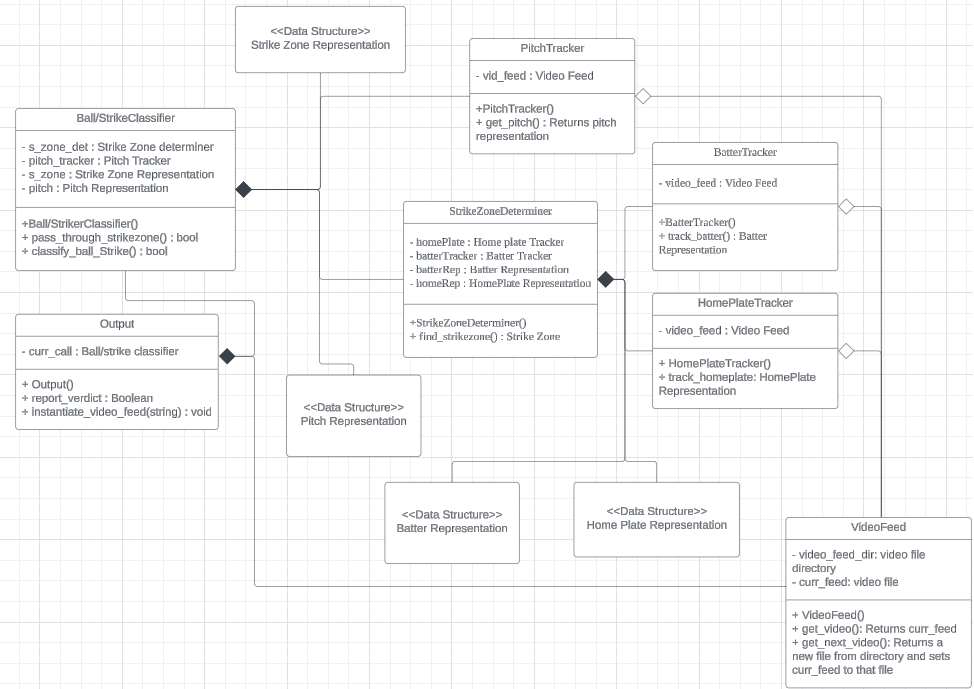 <<Data Structure>>
Strike Zone Representation
PitchTracker
- vid_feed : Video Feed
+PitchTracker()
+ get_pitch() : Returns pitch
representation
Ball/StrikeClassifier
- s_zone_det : Strike Zone determiner
- pitch_tracker : Pitch Tracker
- s_zone : Strike Zone Representation
- pitch : Pitch Representation
+Ball/StrikerClassifier()
+ pass_through_strikezone() : bool
+ classify_ball_Strike() : bool
BatterTracker
- video_feed : Video Feed
+BatterTracker()
+ track_batter() : Batter
Representation
StrikeZoneDeterminer
- homePlate : Home plate Tracker
- batterTracker : Batter Tracker
- batterRep : Batter Representation
- homeRep : HomePlate Representation
+StrikeZoneDeterminer()
+ find_strikezone() : Strike Zone
HomePlateTracker
- video_feed : Video Feed
+ HomePlateTracker()
+ track_homeplate: HomePlate
Representation
Output
- curr_call : Ball/strike classifier
+ Output()
+ report_verdict : Boolean
+ instantiate_video_feed(string) : void
<<Data Structure>>
Pitch Representation
<<Data Structure>>
Batter Representation
<<Data Structure>>
Home Plate Representation
VideoFeed
- video_feed_dir: video file
directory
- curr_feed: video file
+ VideoFeed()
+ get_video(): Returns curr_feed
+ get_next_video(): Returns a
new file from directory and sets
curr_feed to that file